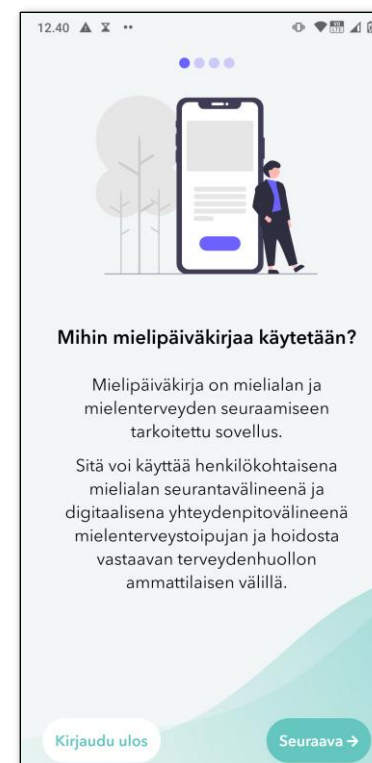 12.40
Mihin mielipäiväkirjaa käytetään?
Mielipäiväkirja on mielialan ja
mielenterveyden seuraamiseen
tarkoitettu sovellus.
Sitä voi käyttää henkilökohtaisena
mielialan seurantavälineenä ja
digitaalisena yhteydenpitovälineenä
mielenterveystoipujan ja hoidosta
vastaavan terveydenhuollon
ammattilaisen välillä.
Kirjaudu ulos
Seuraava →